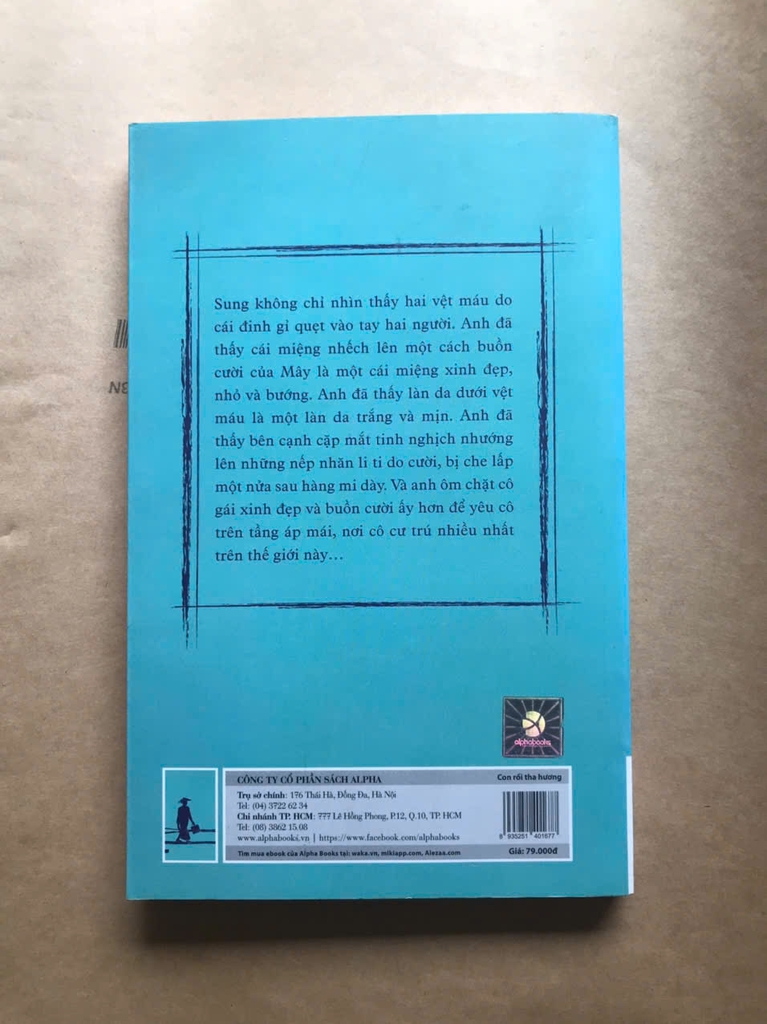 Sung không chỉ nhìn thấy hai vệt máu do
cái đinh gỉ quẹt vào tay hai người. Anh đã
thấy cái miệng nhếch lên một cách buồn
cười của Mây là một cái miệng xinh đẹp,
nhỏ và bướng. Anh đã thấy làn da dưới vệt
máu là một làn da trắng và mịn. Anh đã
thấy bên cạnh cặp mắt tinh nghịch nhướng
lên những nếp nhăn li ti do cười, bị che lấp
một nửa sau hàng mi dày. Và anh ôm chặt cô
gái xinh đẹp và buồn cười ấy hơn để yêu cô
trên tầng áp mái, nơi cô cư trú nhiều nhất
trên thế giới này...
alphabooks
CÔNG TY CỔ PHẦN SÁCH ALPHA
Trụ sở chính: 176 Thái Hà, Đống Đa, Hà Nội
Tel: (04) 3722 62 34
Chi nhánh TP. HCM: 777 Lê Hồng Phong, P.12, Q.10, TP. HCM
Tel: (08) 3862 15 08
www.alphabooks.vn | https://www.facebook.com/alphabooks
Tìm mua ebook của Alpha Books tại: waka.vn, mikiapp.com, Alezaa.com
Con rối tha hương
8 935251 401677
Giá: 79.000đ